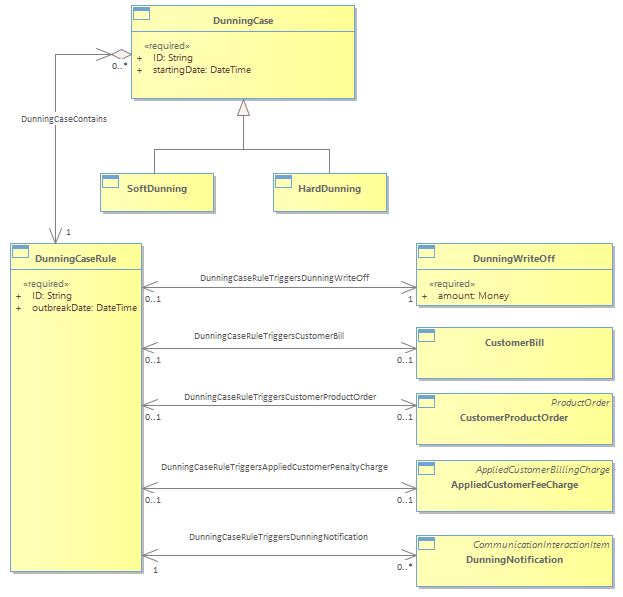 DunningCase
«required»
+ ID: String
+ startingDate: DateTime
0..*
DunningCaseContains
1
SoftDunning
HardDunning
DunningCaseRule
«required»
+ ID: String
+ outbreakDate: DateTime
DunningCaseRuleTriggersDunningWriteOff
0..1
1
DunningWriteOff
«required»
+ amount: Money
DunningCaseRuleTriggersCustomerBill
0..1
0..1
CustomerBill
DunningCaseRuleTriggersCustomerProductOrder
0..1
0..1
ProductOrder
CustomerProductOrder
DunningCaseRuleTriggersAppliedCustomerPenaltyCharge
0..1
0..1
AppliedCustomerBillingCharge
AppliedCustomerFeeCharge
DunningCaseRuleTriggersDunningNotification
1
0..*
CommunicationInteractionItem
DunningNotification